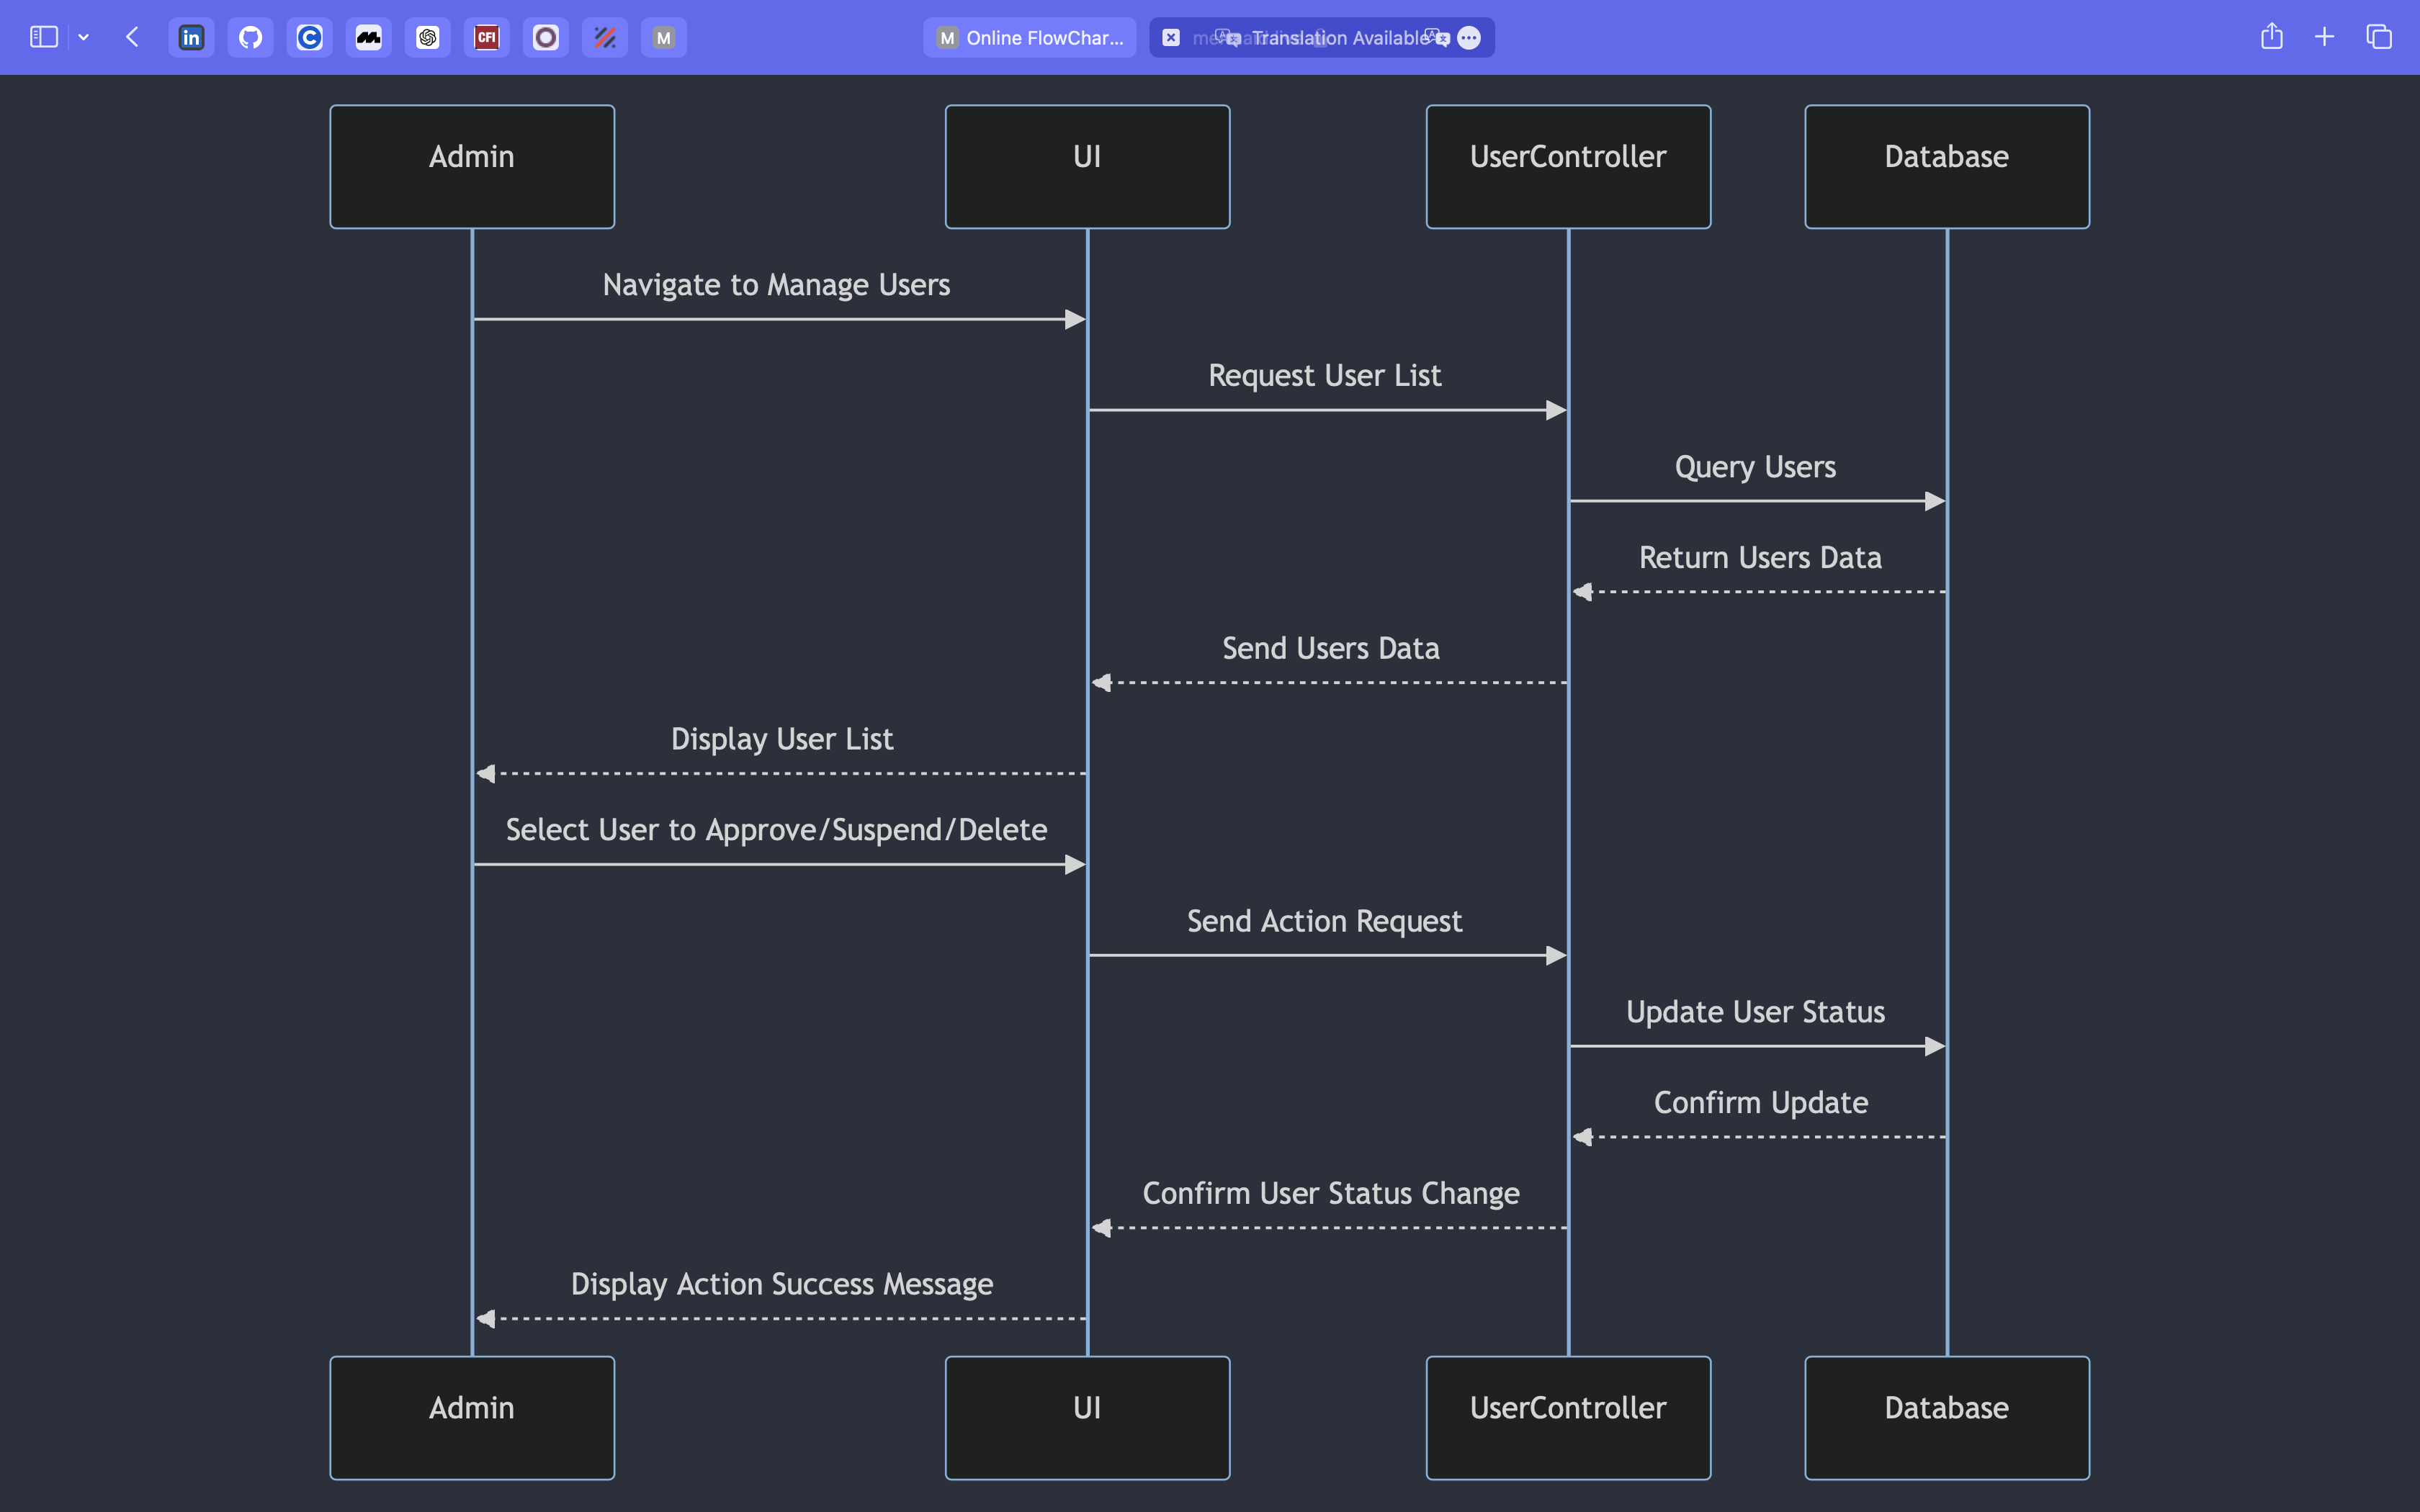 in
C
CFI
M
M Online FlowChar...
Translation Available
Admin
UI
UserController
Database
Navigate to Manage Users
Request User List
Query Users
Return Users Data
Send Users Data
Display User List
Select User to Approve/Suspend/Delete
Send Action Request
Update User Status
Confirm Update
Confirm User Status Change
Display Action Success Message
Admin
UI
UserController
Database